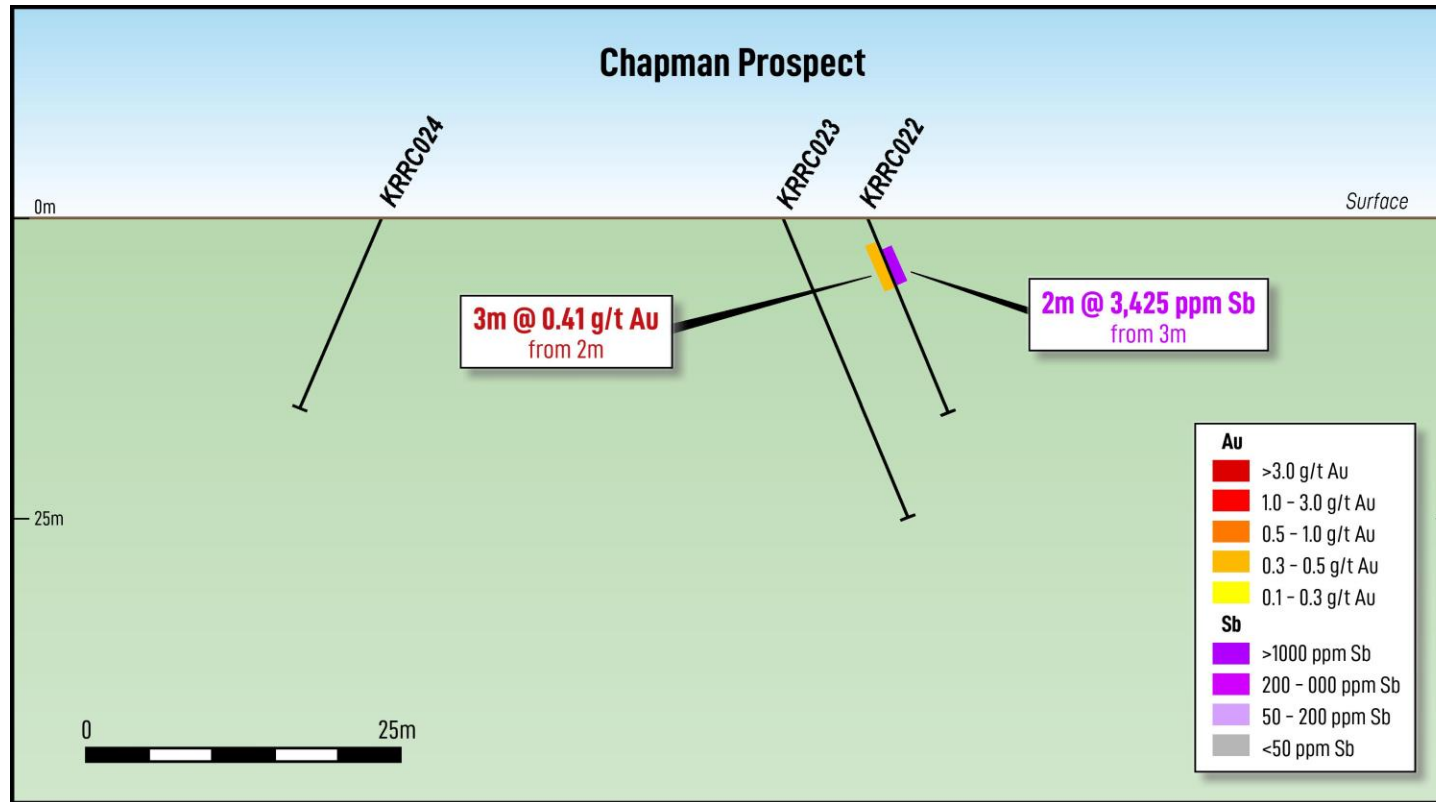 Chapman Prospect
KRRC024
KRRC023
KRRC022
0m
Surface
3m @ 0.41 g/t Au
from 2m
2m @ 3,425 ppm Sb
from 3m
25m
Au
>3.0 g/t Au
1.0 – 3.0 g/t Au
0.5 – 1.0 g/t Au
0.3 – 0.5 g/t Au
0.1 – 0.3 g/t Au
Sb
>1000 ppm Sb
200 – 000 ppm Sb
50 – 200 ppm Sb
<50 ppm Sb
0 25m